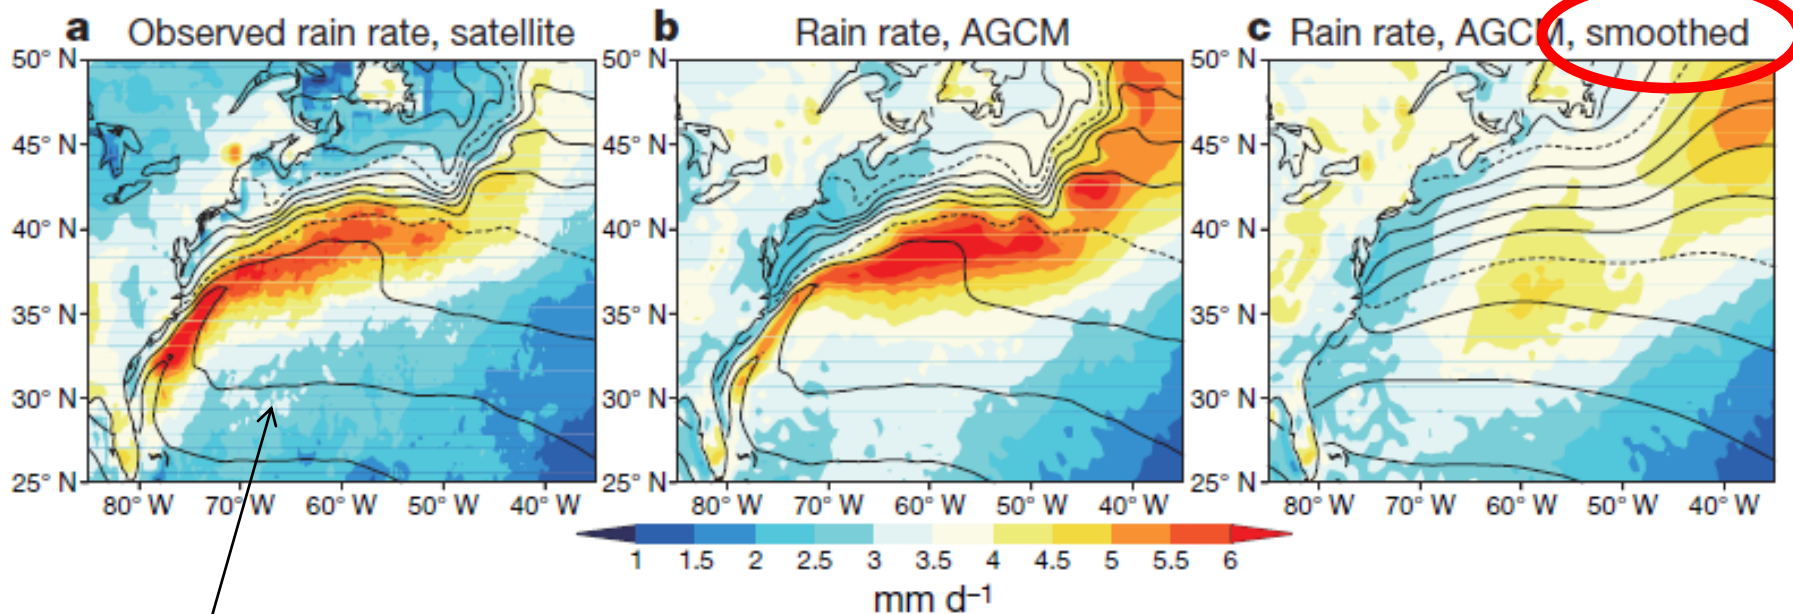 a Observed rain rate, satellite
50° N
45° N
40° N
35° N
30° N
25° N
80° W 70° W 60° W 50° W 40° W
b Rain rate, AGCM
50° N
45° N
40° N
35° N
30° N
25° N
80° W 70° W 60° W 50° W 40° W
c Rain rate, AGCM, smoothed
50° N
45° N
40° N
35° N
30° N
25° N
80° W 70° W 60° W 50° W 40° W
1 1.5 2 2.5 3 3.5 4 4.5 5 5.5 6
mm d⁻¹